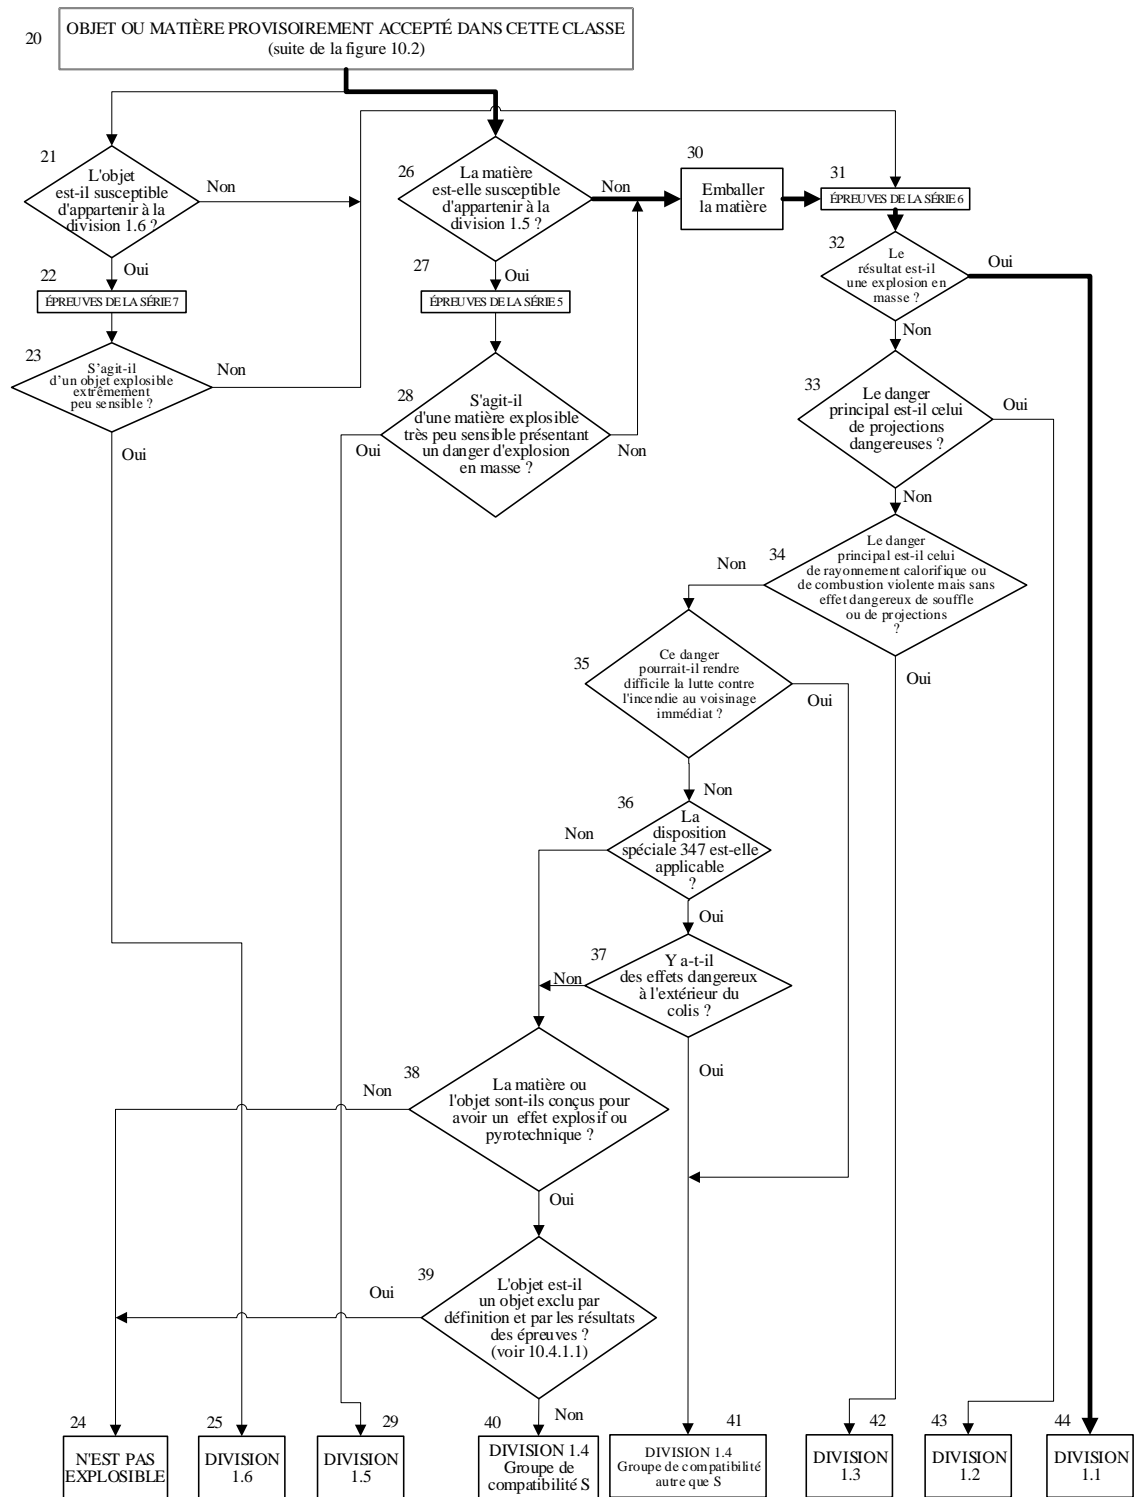 20
OBJET OU MATIÈRE PROVISOIREMENT ACCEPTÉ DANS CETTE CLASSE
(suite de la figure 10.2)
21
L'objet
est-il susceptible
d'appartenir à la
division 1.6 ?
Non
Oui
22
ÉPREUVES DE LA SÉRIE 7
23
S'agit-il
d'un objet explosible
extrêmement
peu sensible ?
Non
Oui
26
La matière
est-elle susceptible
d'appartenir à la
division 1.5 ?
Non
Oui
27
ÉPREUVES DE LA SÉRIE 5
28
S'agit-il
d'une matière explosible
très peu sensible présentant
un danger d'explosion
en masse ?
Oui
Non
30
Emballer
la matière
31
ÉPREUVES DE LA SÉRIE 6
32
Le
résultat est-il
une explosion en
masse ?
Oui
Non
33
Le danger
principal est-il celui
de projections
dangereuses ?
Oui
Non
34
Le danger
principal est-il celui
de rayonnement calorifique ou
de combustion violente mais sans
effet dangereux de souffle
ou de projections
?
Non
Oui
35
Ce danger
pourrait-il rendre
difficile la lutte contre
l'incendie au voisinage
immédiat ?
Oui
Non
36
La
disposition
spéciale 347 est-elle
applicable
?
Non
Oui
37
Y a-t-il
des effets dangereux
à l'extérieur du
colis ?
Non
Oui
38
La matière ou
l'objet sont-ils conçus pour
avoir un effet explosif ou
pyrotechnique ?
Non
Oui
39
L'objet est-il
un objet exclu par
définition et par les résultats
des épreuves ?
(voir 10.4.1.1)
Oui
Non
24
N'EST PAS
EXPLOSIBLE
25
DIVISION
1.6
29
DIVISION
1.5
40
DIVISION 1.4
Groupe de
compatibilité S
41
DIVISION 1.4
Groupe de compatibilité
autre que S
42
DIVISION
1.3
43
DIVISION
1.2
44
DIVISION
1.1